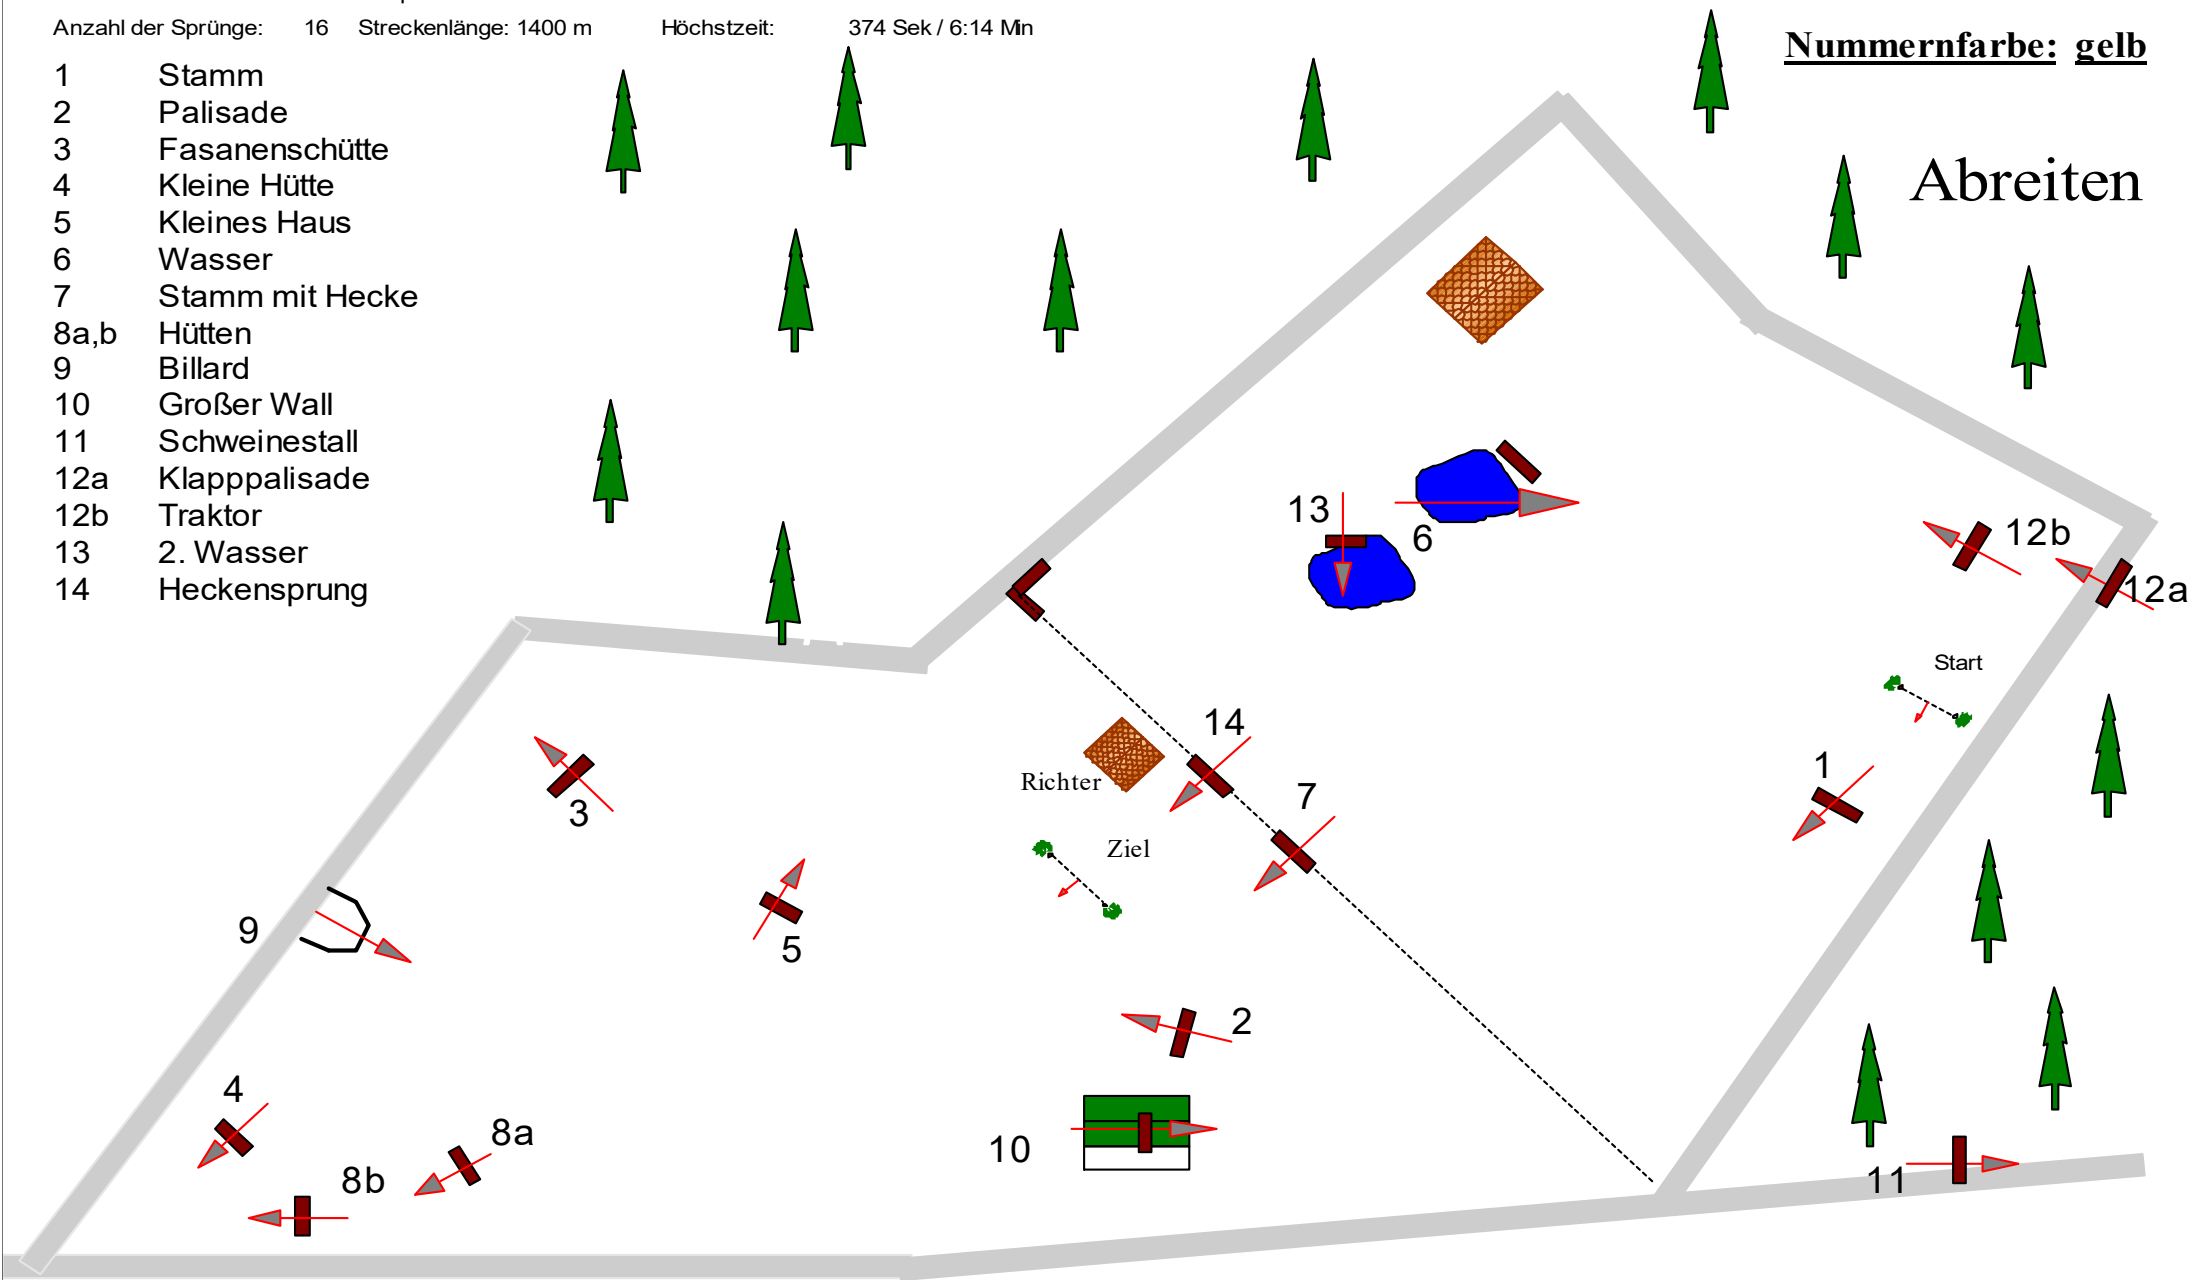 Anzahl der Sprünge: 16 Streckenlänge: 1400 m Höchstzeit: 374 Sek / 6:14 Min
Nummernfarbe: gelb
1 Stamm
2 Palisade
3 Fasanenschütte
4 Kleine Hütte
5 Kleines Haus
6 Wasser
7 Stamm mit Hecke
8a,b Hütten
9 Billard
10 Großer Wall
11 Schweinestall
12a Klapppalisade
12b Traktor
13 2. Wasser
14 Heckensprung
Abreiten
13
6
12b
12a
Start
14
1
Richter
7
3
Ziel
9
5
2
4
8a
10
8b
11